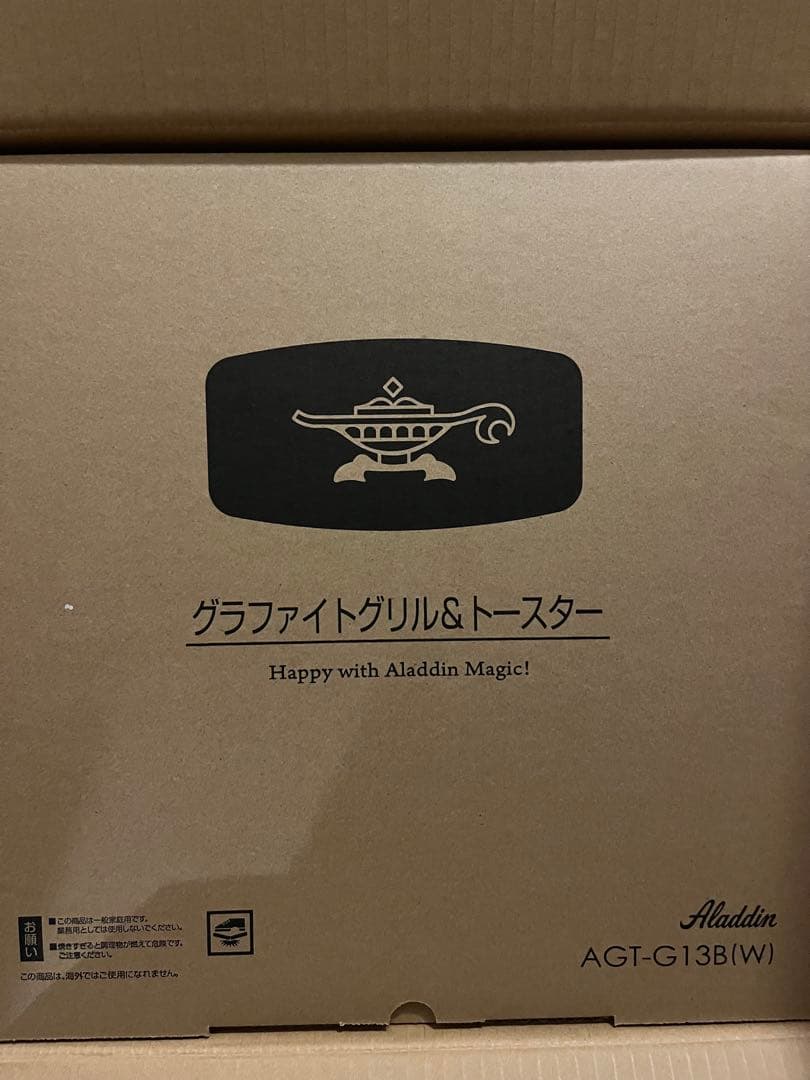 グラファイトグリル&トースター
Happy with Aladdin Magic!
お願い
■この商品は一般家庭用です。
業務用としては使用しないでください。
■焼きすぎると調理物が燃えて危険です。
ご注意ください。
この商品は、海外ではご使用になれません。
Aladdin
AGT-G13B(W)